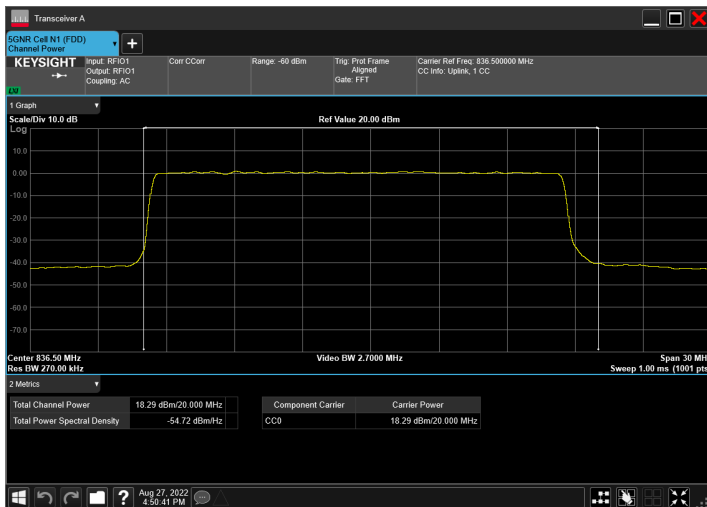 Transceiver A
5GNR Cell N1 (FDD)
Channel Power
KEYSIGHT
LXI
Input: RFIO1
Output: RFIO1
Coupling: AC
Corr CCorr
Range: -60 dBm
Trig: Prot Frame
Aligned
Gate: FFT
Carrier Ref Freq: 836.500000 MHz
CC Info: Uplink, 1 CC
1 Graph
Scale/Div 10.0 dB
Ref Value 20.00 dBm
Log
10.0
0.00
-10.0
-20.0
-30.0
-40.0
-50.0
-60.0
-70.0
Center 836.50 MHz
Video BW 2.7000 MHz
Span 30 MH
Res BW 270.00 kHz
Sweep 1.00 ms (1001 pts
2 Metrics
Total Channel Power 18.29 dBm/20.000 MHz
Total Power Spectral Density -54.72 dBm/Hz
Component Carrier Carrier Power
CC0 18.29 dBm/20.000 MHz
?
Aug 27, 2022
4:50:41 PM